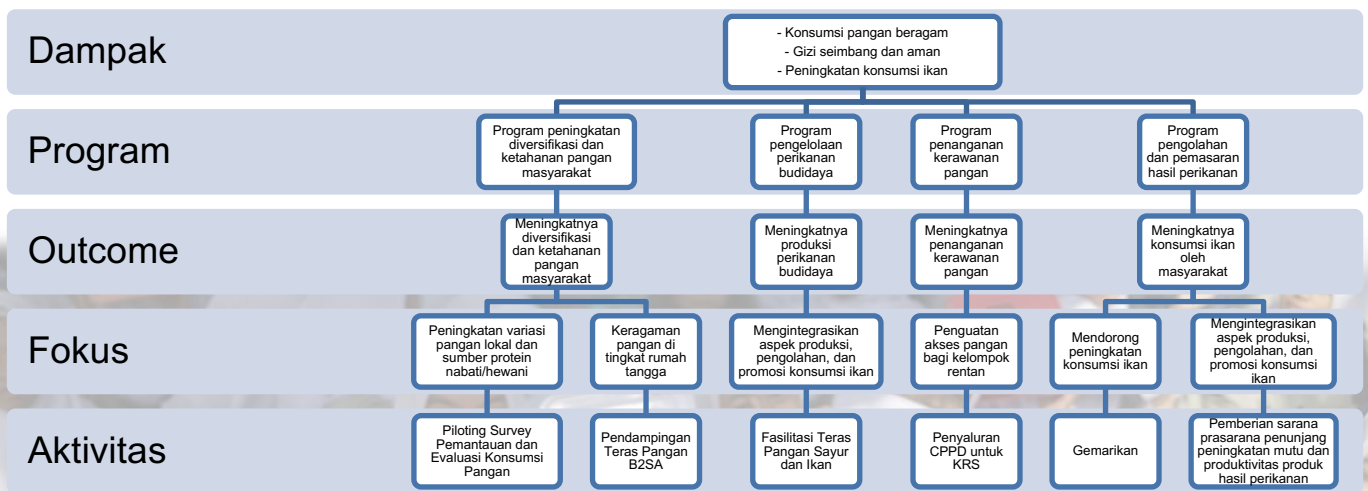 Dampak
- Konsumsi pangan beragam
- Gizi seimbang dan aman
- Peningkatan konsumsi ikan
Program
Program peningkatan
diversifikasi dan
ketahanan pangan
masyarakat
Program
pengelolaan
perikanan
budidaya
Program
penanganan
kerawanan
pangan
Program
pengolahan
dan pemasaran
hasil perikanan
Outcome
Meningkatnya
diversifikasi
dan ketahanan
pangan
masyarakat
Meningkatnya
produksi
perikanan
budidaya
Meningkatnya
penanganan
kerawanan
pangan
Meningkatnya
konsumsi ikan
oleh
masyarakat
Fokus
Peningkatan variasi
pangan lokal dan
sumber protein
nabati/hewani
Keragaman
pangan di
tingkat rumah
tangga
Mengintegrasikan
aspek produksi,
pengolahan, dan
promosi konsumsi
ikan
Penguatan
akses pangan
bagi kelompok
rentan
Mendorong
peningkatan
konsumsi ikan
Mengintegrasikan
aspek produksi,
pengolahan, dan
promosi konsumsi
ikan
Aktivitas
Piloting Survey
Pemantauan dan
Evaluasi Konsumsi
Pangan
Pendampingan
Teras Pangan
B2SA
Fasilitasi Teras
Pangan Sayur
dan Ikan
Penyaluran
CPPD untuk
KRS
Gemarikan
Pemberian sarana
prasarana penunjang
peningkatan mutu dan
produktivitas produk
hasil perikanan